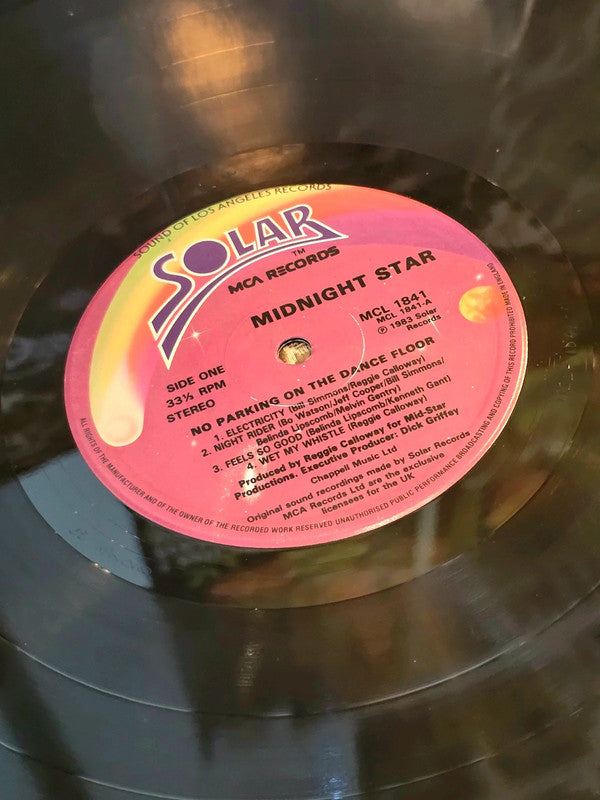 SOUND OF LOS ANGELES RECORDS
SOLAR
TM
MCA RECORDS
MIDNIGHT STAR
SIDE ONE
33⅓ RPM
STEREO
MCL 1841
MCL 1841-A
℗ 1983 Solar
Records
NO PARKING ON THE DANCE FLOOR
1. ELECTRICITY (Bill Simmons/Reggie Calloway)
2. NIGHT RIDER (Bo Watson/Jeff Cooper/Bill Simmons/
Belinda Lipscomb/Melvin Gentry)
3. FEELS SO GOOD (Belinda Lipscomb/Kenneth Gant)
4. WET MY WHISTLE (Reggie Calloway)
Produced by Reggie Calloway for Mid-Star
Productions. Executive Producer: Dick Griffey
Chappell Music Ltd
Original sound recordings made by Solar Records
MCA Records Ltd are the exclusive
licensees for the UK
ALL RIGHTS OF THE MANUFACTURER AND OF THE OWNER OF THE RECORDED WORK RESERVED UNAUTHORISED PUBLIC PERFORMANCE BROADCASTING AND COPYING OF THIS RECORD PROHIBITED MADE IN ENGLAND